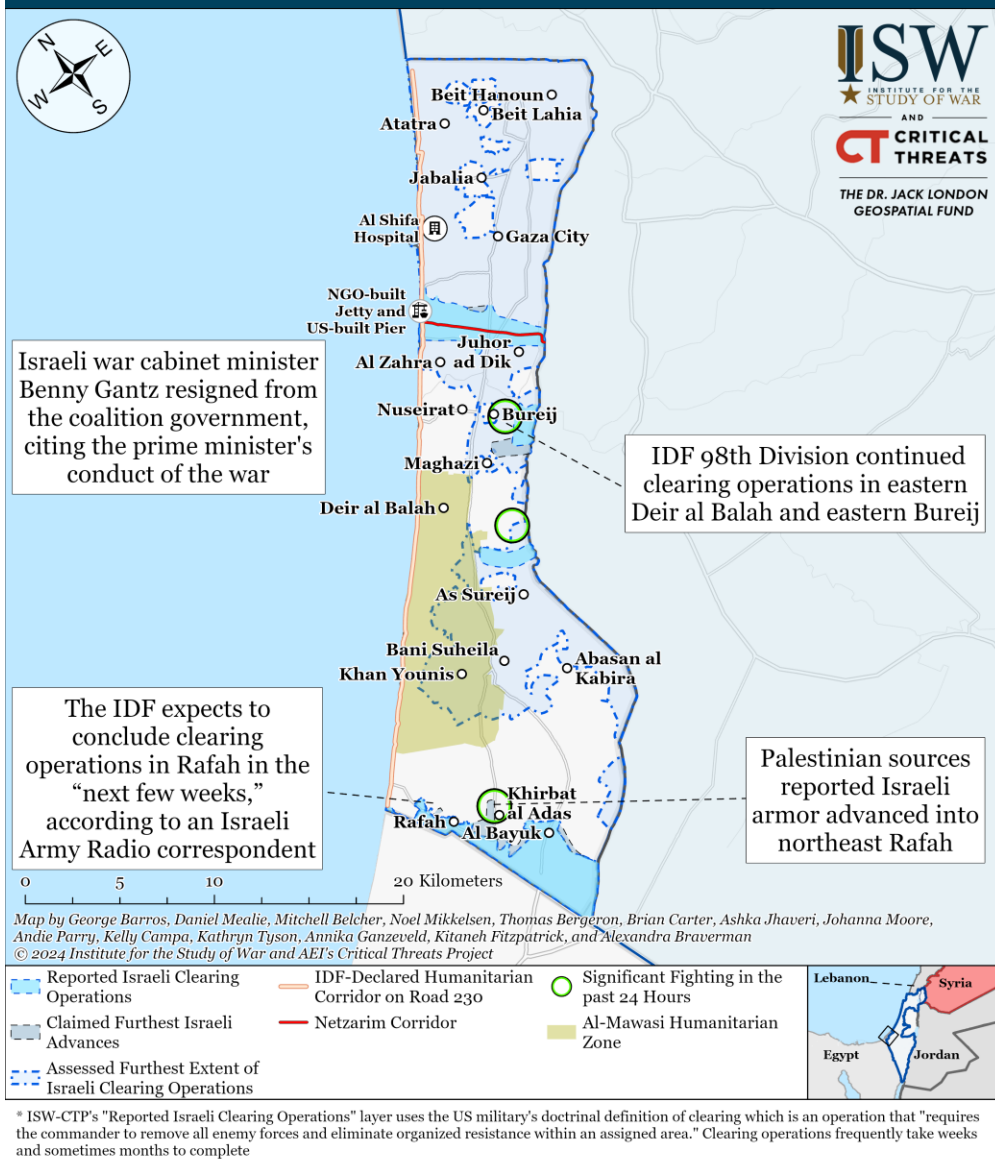 N
E
W
S
ISW
INSTITUTE FOR THE
STUDY OF WAR
AND
CT CRITICAL
THREATS
THE DR. JACK LONDON
GEOSPATIAL FUND
Beit Hanoun
Beit Lahia
Atatra
Jabalia
Al Shifa
Hospital
Gaza City
NGO-built
Jetty and
US-built Pier
Juhor
ad Dik
Al Zahra
Israeli war cabinet minister
Benny Gantz resigned from
the coalition government,
citing the prime minister's
conduct of the war
Nuseirat
Bureij
Maghazi
IDF 98th Division continued
clearing operations in eastern
Deir al Balah and eastern Bureij
Deir al Balah
As Sureij
Bani Suheila
Khan Younis
Abasan al
Kabira
The IDF expects to
conclude clearing
operations in Rafah in the
“next few weeks,”
according to an Israeli
Army Radio correspondent
Khirbat
al Adas
Rafah
Al Bayuk
Palestinian sources
reported Israeli
armor advanced into
northeast Rafah
0 5 10 20 Kilometers
Map by George Barros, Daniel Mealie, Mitchell Belcher, Noel Mikkelsen, Thomas Bergeron, Brian Carter, Ashka Jhaveri, Johanna Moore,
Andie Parry, Kelly Campa, Kathryn Tyson, Annika Ganzeveld, Kitaneh Fitzpatrick, and Alexandra Braverman
© 2024 Institute for the Study of War and AEI's Critical Threats Project
Reported Israeli Clearing
Operations
Claimed Furthest Israeli
Advances
Assessed Furthest Extent of
Israeli Clearing Operations
IDF-Declared Humanitarian
Corridor on Road 230
Netzarim Corridor
Significant Fighting in the
past 24 Hours
Al-Mawasi Humanitarian
Zone
Lebanon
Syria
Egypt
Jordan
* ISW-CTP's "Reported Israeli Clearing Operations" layer uses the US military's doctrinal definition of clearing which is an operation that "requires
the commander to remove all enemy forces and eliminate organized resistance within an assigned area." Clearing operations frequently take weeks
and sometimes months to complete